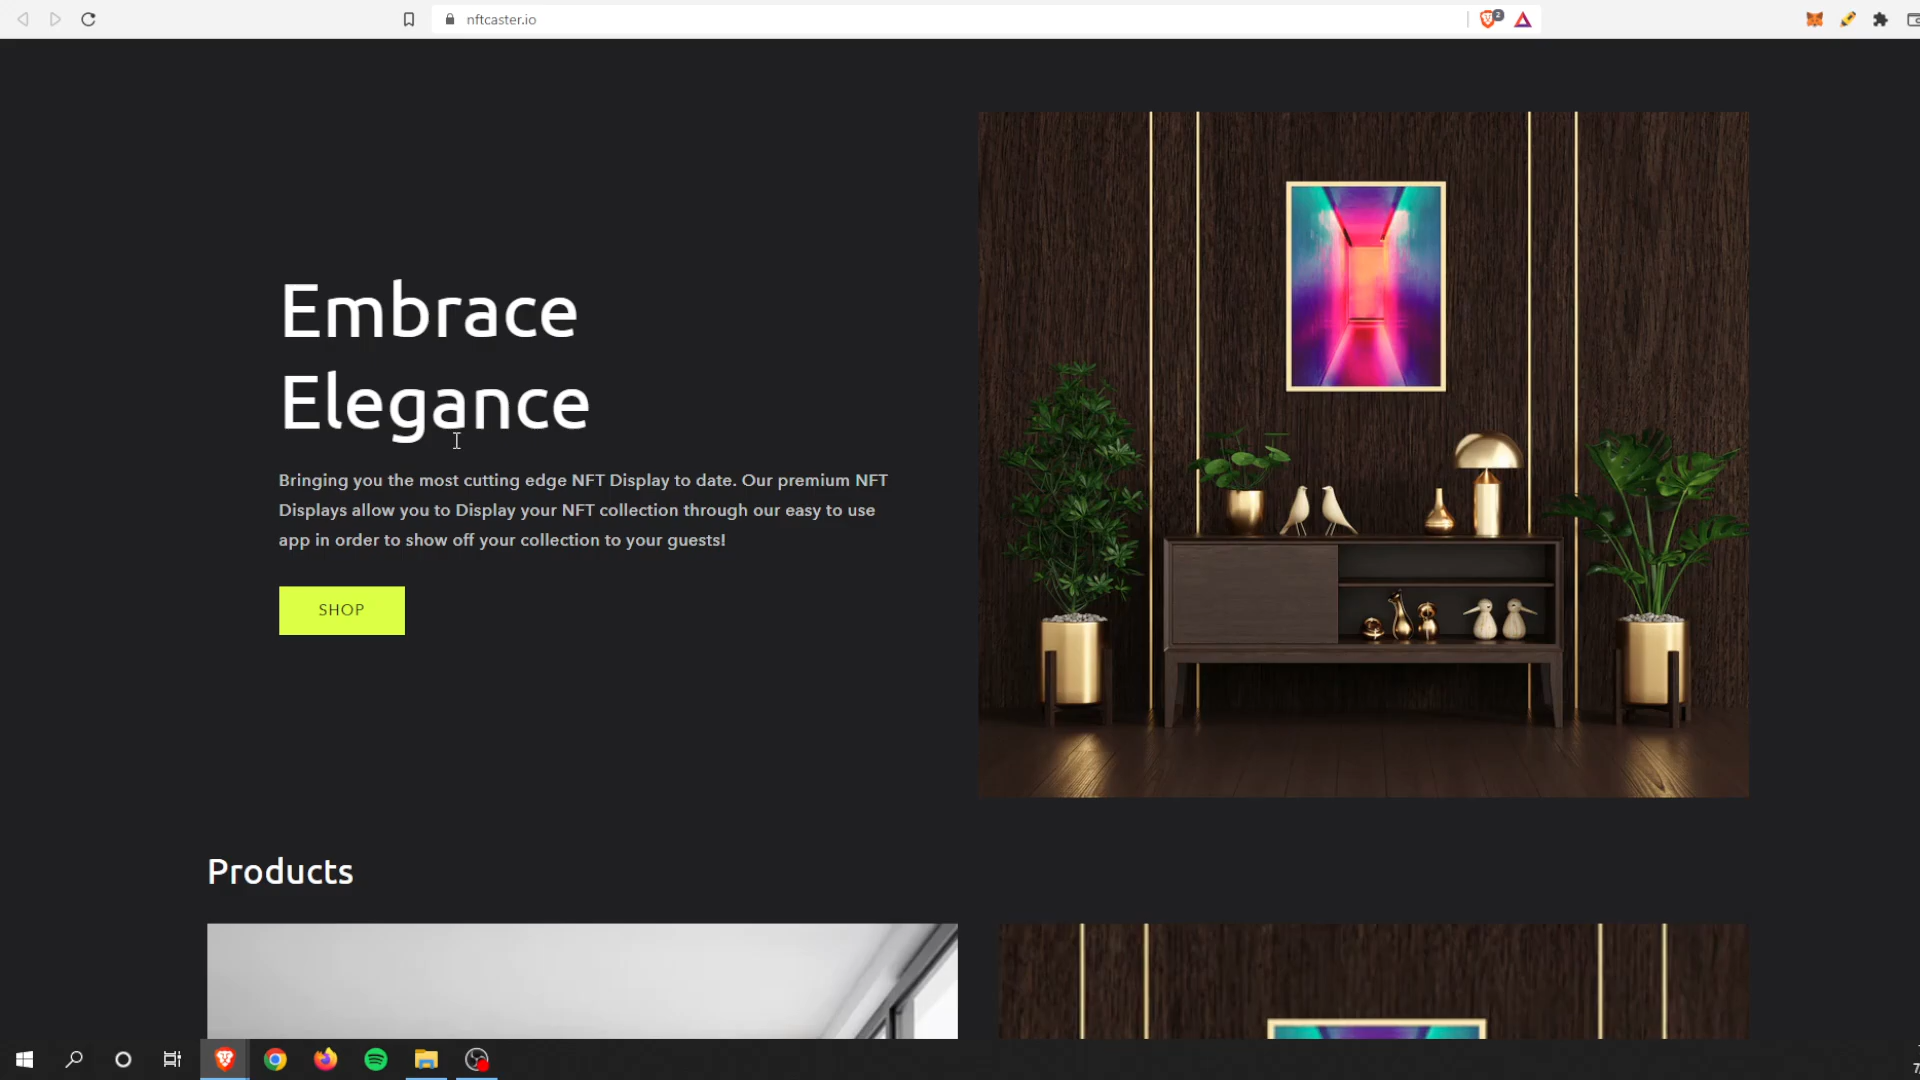 nftcaster.io
2
Embrace
Elegance
Bringing you the most cutting edge NFT Display to date. Our premium NFT
Displays allow you to Display your NFT collection through our easy to use
app in order to show off your collection to your guests!
SHOP
Products